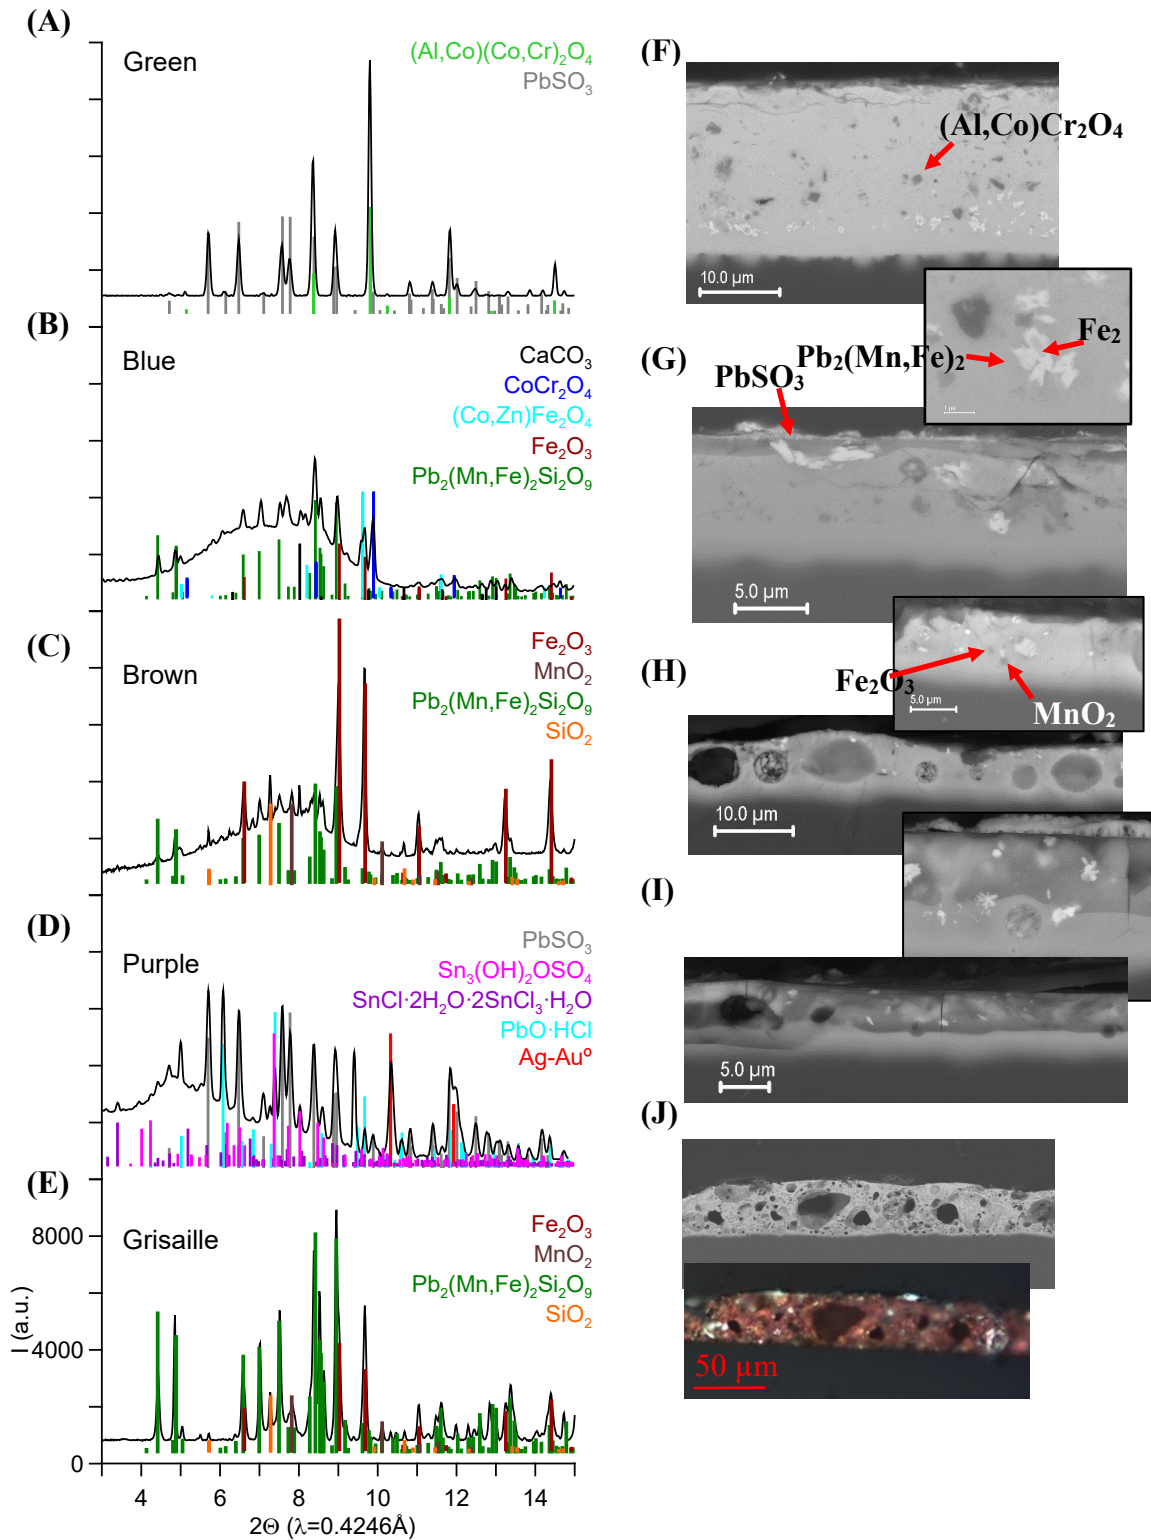 (A)
Green
(Al,Co)(Co,Cr)₂O₄
PbSO₃
(B)
Blue
CaCO₃
CoCr₂O₄
(Co,Zn)Fe₂O₄
Fe₂O₃
Pb₂(Mn,Fe)₂Si₂O₉
(C)
Brown
Fe₂O₃
MnO₂
Pb₂(Mn,Fe)₂Si₂O₉
SiO₂
(D)
Purple
PbSO₃
Sn₃(OH)₂OSO₄
SnCl·2H₂O·2SnCl₃·H₂O
PbO·HCl
Ag-Auº
(E)
Grisaille
Fe₂O₃
MnO₂
Pb₂(Mn,Fe)₂Si₂O₉
SiO₂
8000
4000
0
I (a.u.)
4 6 8 10 12 14
2Θ (λ=0.4246Å)
(F)
(Al,Co)Cr₂O₄
10.0 µm
(G)
Fe₂
Pb₂(Mn,Fe)₂
PbSO₃
1 µm
5.0 µm
(H)
Fe₂O₃
MnO₂
5.0 µm
10.0 µm
(I)
5.0 µm
(J)
50 µm